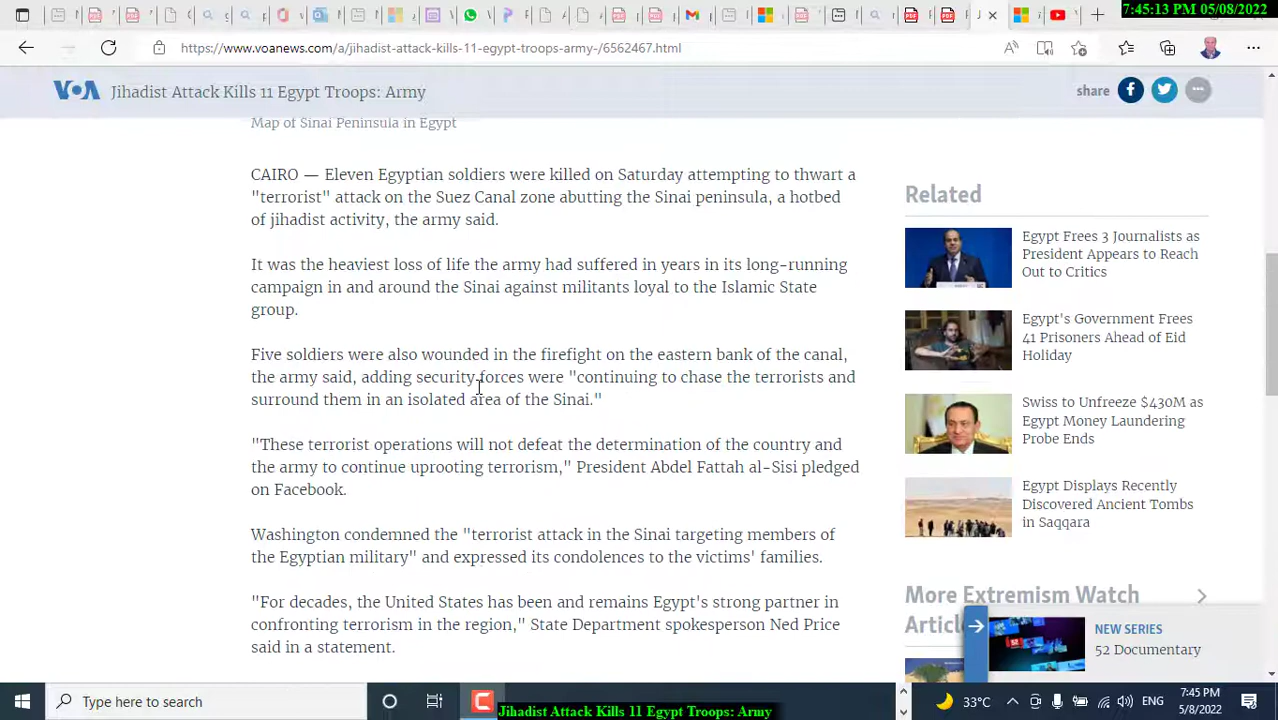 7:45:13 PM 05/08/2022
https://www.voanews.com/a/jihadist-attack-kills-11-egypt-troops-army-/6562467.html
VOA Jihadist Attack Kills 11 Egypt Troops: Army
share
Map of Sinai Peninsula in Egypt
CAIRO — Eleven Egyptian soldiers were killed on Saturday attempting to thwart a
"terrorist" attack on the Suez Canal zone abutting the Sinai peninsula, a hotbed
of jihadist activity, the army said.
It was the heaviest loss of life the army had suffered in years in its long-running
campaign in and around the Sinai against militants loyal to the Islamic State
group.
Five soldiers were also wounded in the firefight on the eastern bank of the canal,
the army said, adding security forces were "continuing to chase the terrorists and
surround them in an isolated area of the Sinai."
"These terrorist operations will not defeat the determination of the country and
the army to continue uprooting terrorism," President Abdel Fattah al-Sisi pledged
on Facebook.
Washington condemned the "terrorist attack in the Sinai targeting members of
the Egyptian military" and expressed its condolences to the victims' families.
"For decades, the United States has been and remains Egypt's strong partner in
confronting terrorism in the region," State Department spokesperson Ned Price
said in a statement.
Related
Egypt Frees 3 Journalists as
President Appears to Reach
Out to Critics
Egypt's Government Frees
41 Prisoners Ahead of Eid
Holiday
Swiss to Unfreeze $430M as
Egypt Money Laundering
Probe Ends
Egypt Displays Recently
Discovered Ancient Tombs
in Saqqara
More Extremism Watch
NEW SERIES
52 Documentary
Type here to search
33°C
ENG
7:45 PM
5/8/2022
Jihadist Attack Kills 11 Egypt Troops: Army